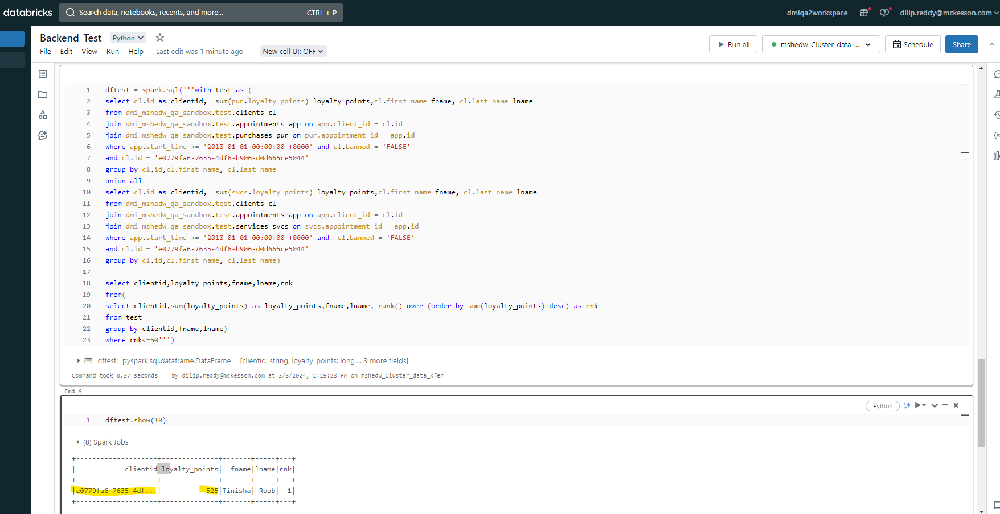 databricks
Search data, notebooks, recents, and more...
CTRL + P
dmiqa2workspace
dilip.reddy@mckesson.com
Backend_Test
Python
File
Edit
View
Run
Help
Last edit was 1 minute ago
New cell UI: OFF
Run all
mshedw_Cluster_data_...
Schedule
Share
1 dftest = spark.sql('''with test as (
2 select cl.id as clientid,  sum(pur.loyalty_points) loyalty_points,cl.first_name fname, cl.last_name lname
3 from dmi_mshedw_qa_sandbox.test.clients cl
4 join dmi_mshedw_qa_sandbox.test.appointments app on app.client_id = cl.id
5 join dmi_mshedw_qa_sandbox.test.purchases pur on pur.appointment_id = app.id
6 where app.start_time >= '2018-01-01 00:00:00 +0000' and cl.banned = 'FALSE'
7 and cl.id = 'e0779fa6-7635-4df6-b906-d0d665ce5044'
8 group by cl.id,cl.first_name, cl.last_name
9 union all
10 select cl.id as clientid,  sum(svcs.loyalty_points) loyalty_points,cl.first_name fname, cl.last_name lname
11 from dmi_mshedw_qa_sandbox.test.clients cl
12 join dmi_mshedw_qa_sandbox.test.appointments app on app.client_id = cl.id
13 join dmi_mshedw_qa_sandbox.test.services svcs on svcs.appointment_id = app.id
14 where app.start_time >= '2018-01-01 00:00:00 +0000' and  cl.banned = 'FALSE'
15 and cl.id = 'e0779fa6-7635-4df6-b906-d0d665ce5044'
16 group by cl.id,cl.first_name, cl.last_name)
17
18 select clientid,loyalty_points,fname,lname,rnk
19 from(
20 select clientid,sum(loyalty_points) as loyalty_points,fname,lname, rank() over (order by sum(loyalty_points) desc) as rnk
21 from test
22 group by clientid,fname,lname)
23 where rnk<=50''')
dftest: pyspark.sql.dataframe.DataFrame = [clientid: string, loyalty_points: long ... 3 more fields]
Command took 0.37 seconds -- by dilip.reddy@mckesson.com at 3/6/2024, 2:25:23 PM on mshedw_Cluster_data_xfer
Cmd 6
Python
1 dftest.show(10)
(8) Spark Jobs
+--------------------+--------------+-------+-----+---+
|            clientid|loyalty_points|  fname|lname|rnk|
+--------------------+--------------+-------+-----+---+
|e0779fa6-7635-4df...|           525|Tinisha| Roob|  1|
+--------------------+--------------+-------+-----+---+